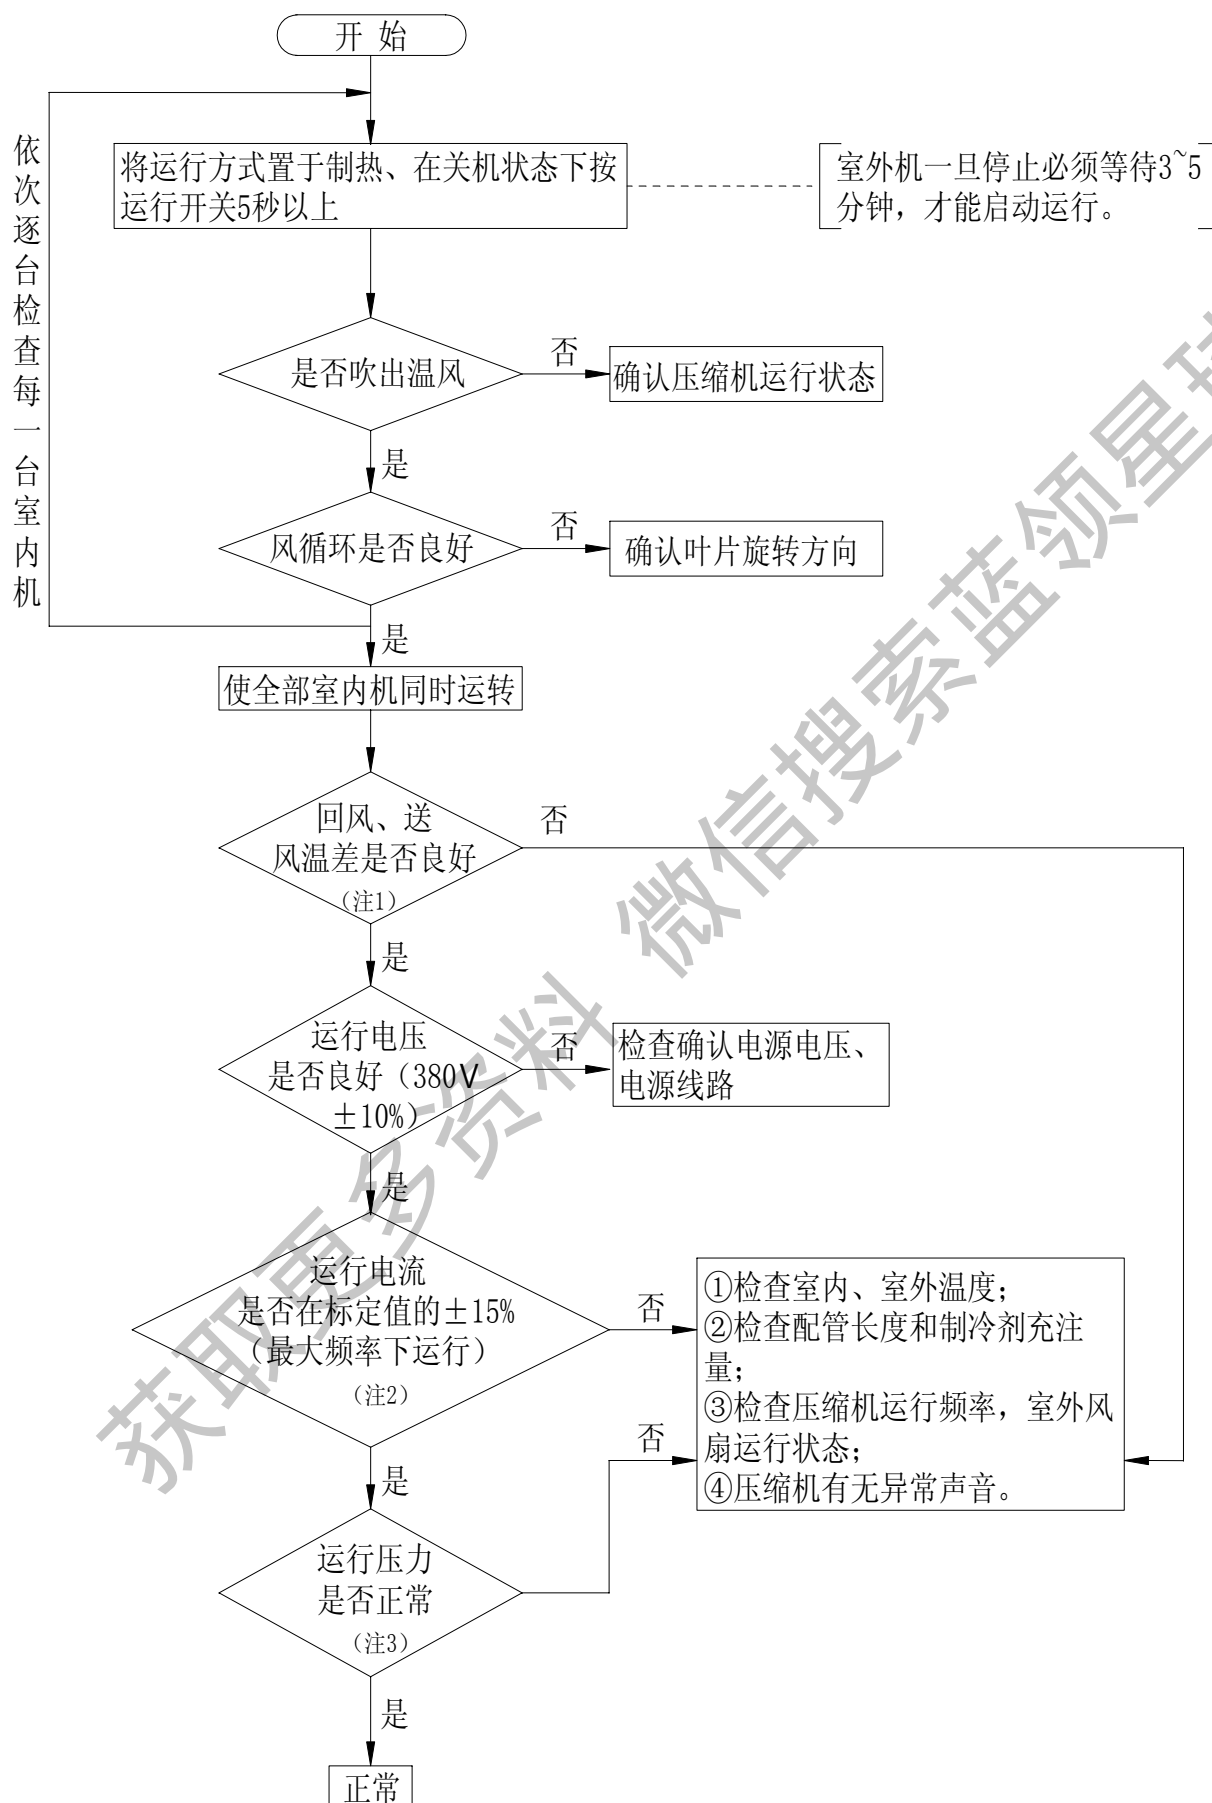 开 始
依次逐台检查每一台室内机
将运行方式置于制热、在关机状态下按
运行开关5秒以上
室外机一旦停止必须等待3~5
分钟，才能启动运行。
是否吹出温风
否
确认压缩机运行状态
是
风循环是否良好
否
确认叶片旋转方向
是
使全部室内机同时运转
回风、送
风温差是否良好
（注1）
否
是
运行电压
是否良好（380V
±10%）
否
检查确认电源电压、
电源线路
是
运行电流
是否在标定值的±15%
（最大频率下运行）
（注2）
否
①检查室内、室外温度；
②检查配管长度和制冷剂充注
量；
③检查压缩机运行频率，室外风
扇运行状态；
④压缩机有无异常声音。
否
是
运行压力
是否正常
（注3）
是
正常
获取更多资料 微信搜索蓝领星